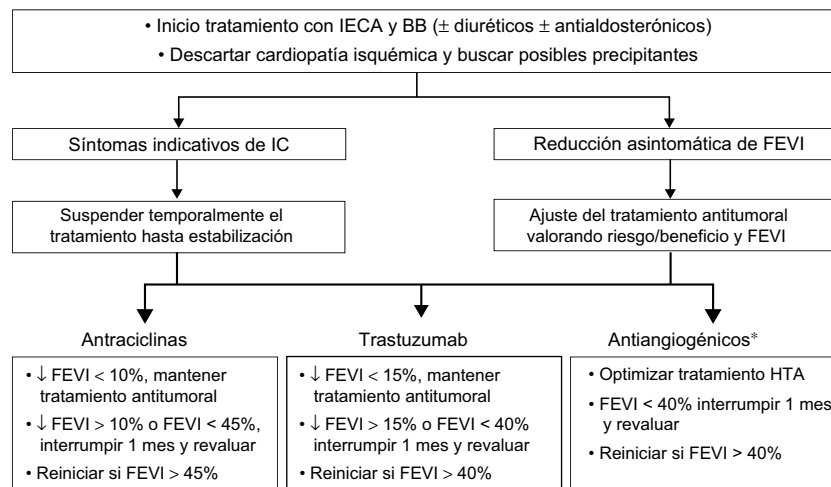 • Inicio tratamiento con IECA y BB (± diuréticos ± antialdosterónicos)
• Descartar cardiopatía isquémica y buscar posibles precipitantes
Síntomas indicativos de IC
Reducción asintomática de FEVI
Suspender temporalmente el
tratamiento hasta estabilización
Ajuste del tratamiento antitumoral
valorando riesgo/beneficio y FEVI
Antraciclinas
• ↓ FEVI < 10%, mantener
tratamiento antitumoral
• ↓ FEVI > 10% o FEVI < 45%,
interrumpir 1 mes y revaluar
• Reiniciar si FEVI > 45%
Trastuzumab
• ↓ FEVI < 15%, mantener
tratamiento antitumoral
• ↓ FEVI > 15% o FEVI < 40%
interrumpir 1 mes y revaluar
• Reiniciar si FEVI > 40%
Antiangiogénicos*
• Optimizar tratamiento HTA
• FEVI < 40% interrumpir 1 mes
y revaluar
• Reiniciar si FEVI > 40%